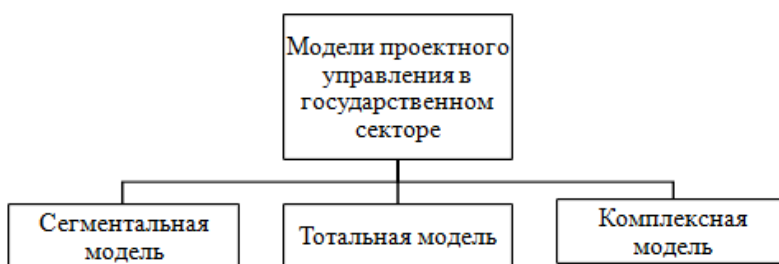 Модели проектного
управления в
государственном
секторе
Сегментальная
модель
Тотальная модель
Комплексная
модель